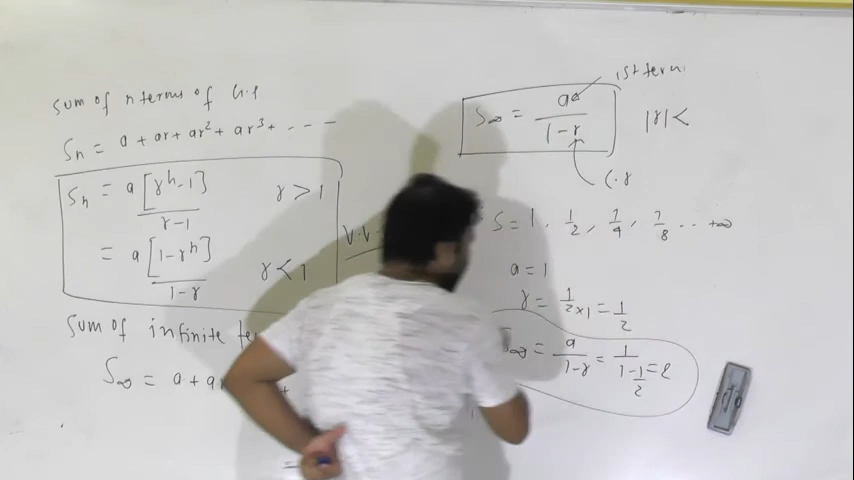 Sum of n terms of G.P
Sn = a + ar + ar² + ar³ + - - -
Sn = a[r^n-1]/r-1 r > 1
= a[1-r^n]/1-r r < 1
V.V.
Sum of infinite te
S∞ = a + a
S∞ = a/1-r |r| <
1st term
C.r
S = 1, 1/2, 1/4, 1/8 - - +∞
a = 1
r = 1/2×1 = 1/2
S∞ = a/1-r = 1/1-1/2 = 2